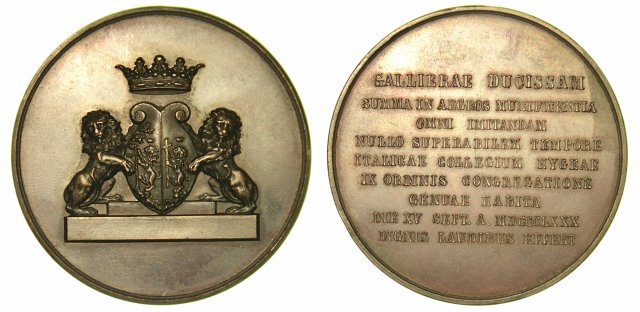 GALLIERAE DUCISSAM
SUMMA IN AEGROS MUNIFICENTIA
OMNI IMITANDAM
NULLO SUPERABILEM TEMPORE
ITALICAE COLLEGIUM HYGEAE
IX ORDINIS CONGREGATIONE
GENUAE HABITA
DIE XV SEPT. A. MDCCCLXXX
DIGNIS LAUDIBUS EFFERT